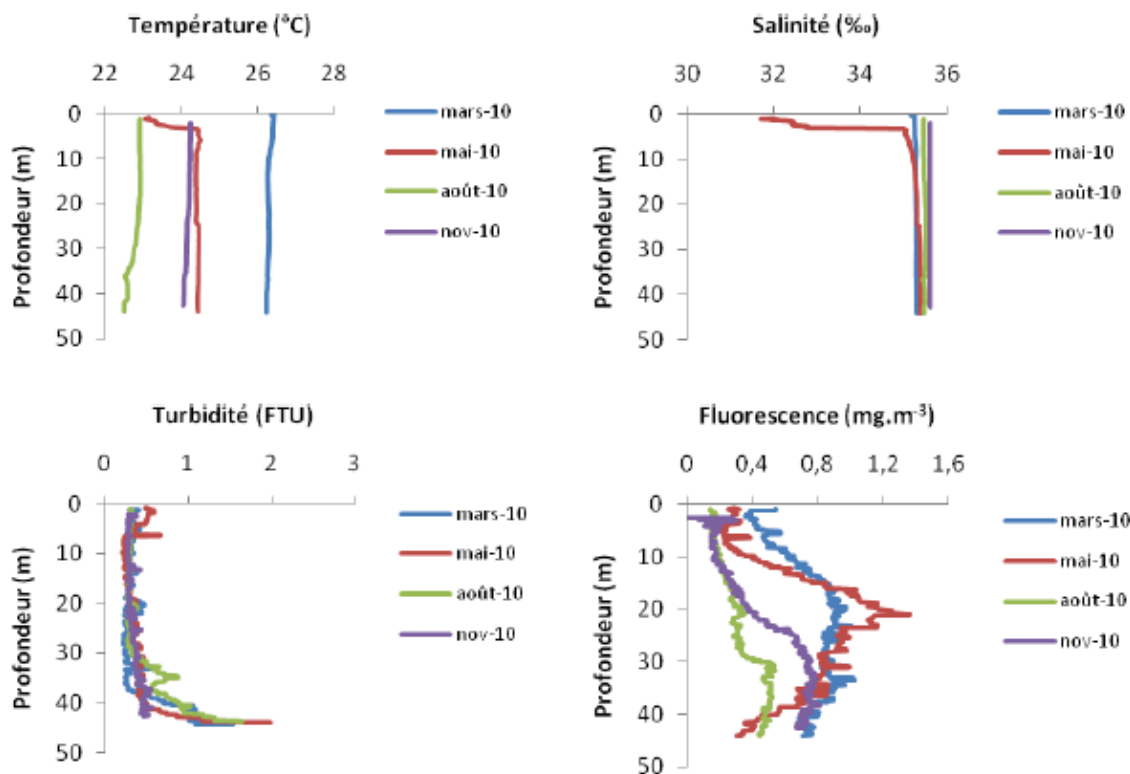 Température (°C)
22 24 26 28
0
10
20
30
40
50
Profondeur (m)
mars-10
mai-10
août-10
nov-10
Salinité (‰)
30 32 34 36
0
10
20
30
40
50
Profondeur (m)
mars-10
mai-10
août-10
nov-10
Turbidité (FTU)
0 1 2 3
0
10
20
30
40
50
Profondeur (m)
mars-10
mai-10
août-10
nov-10
Fluorescence (mg.m⁻³)
0 0,4 0,8 1,2 1,6
0
10
20
30
40
50
Profondeur (m)
mars-10
mai-10
août-10
nov-10